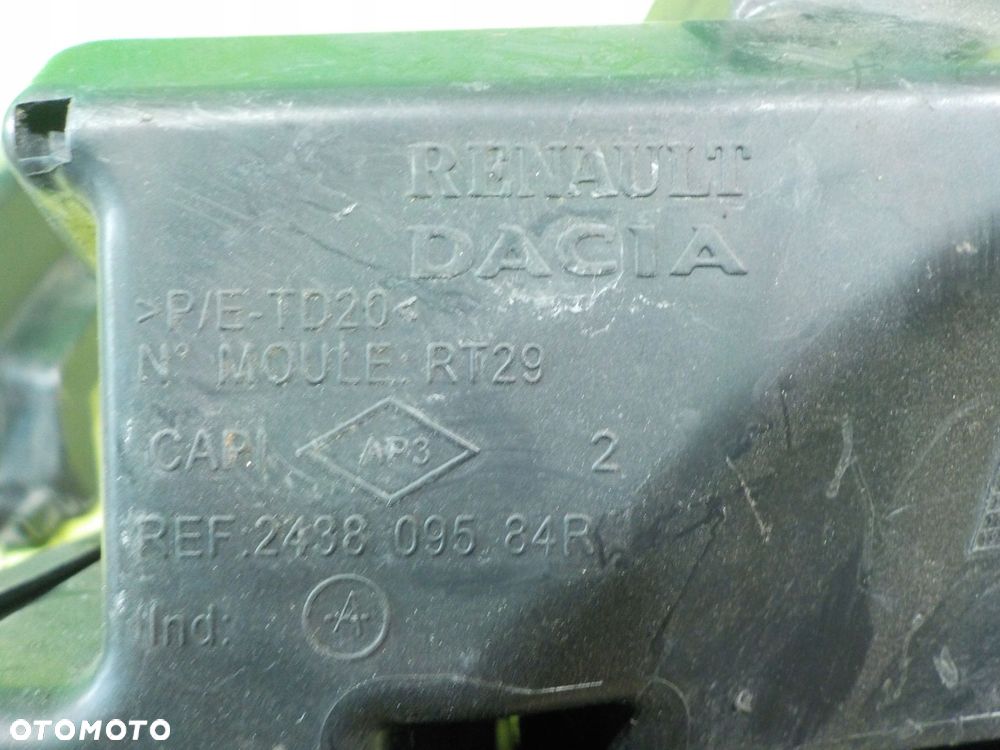 RENAULT
DACIA
>P/E-TD20<
N° MOULE: RT29
CAPI AP3 2
REF:2438 095 84R
Ind: A
OTOMOTO